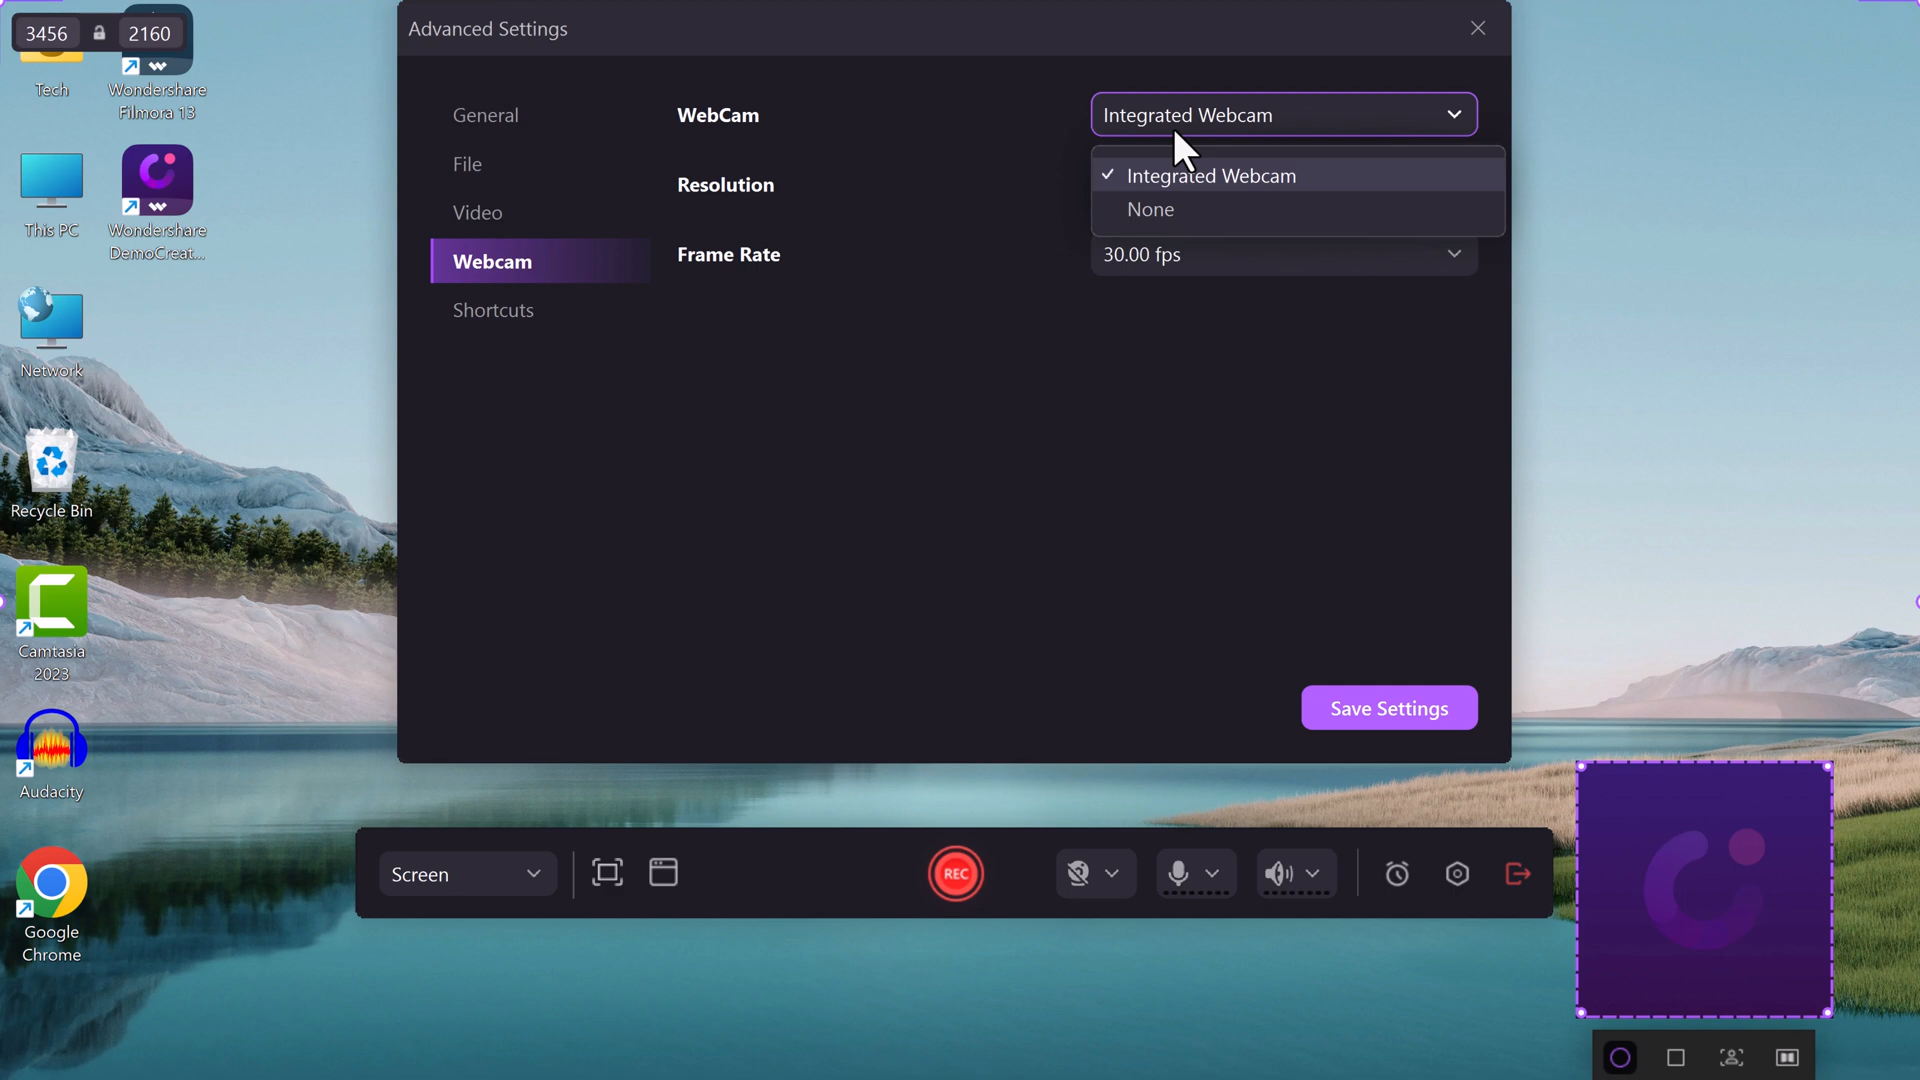 3456 2160
Tech
Wondershare
Filmora 13
This PC
Wondershare
DemoCreat...
Network
Recycle Bin
Camtasia
2023
Audacity
Google
Chrome
Advanced Settings
General
File
Video
Webcam
Shortcuts
WebCam
Integrated Webcam
Integrated Webcam
None
Resolution
Frame Rate
30.00 fps
Save Settings
Screen
REC